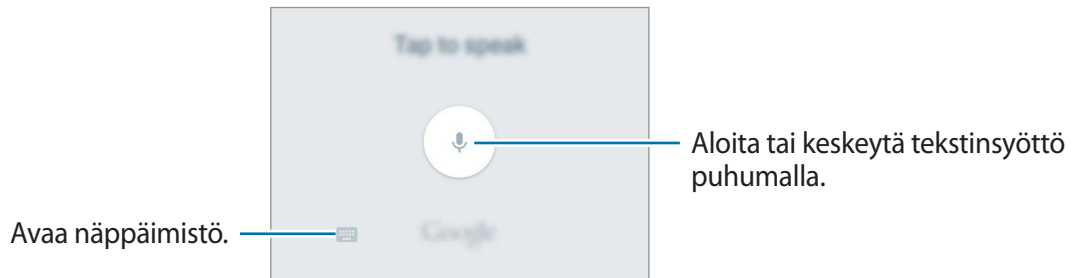 Tap to speak
Aloita tai keskeytä tekstinsyöttö
puhumalla.
Avaa näppäimistö.
Google